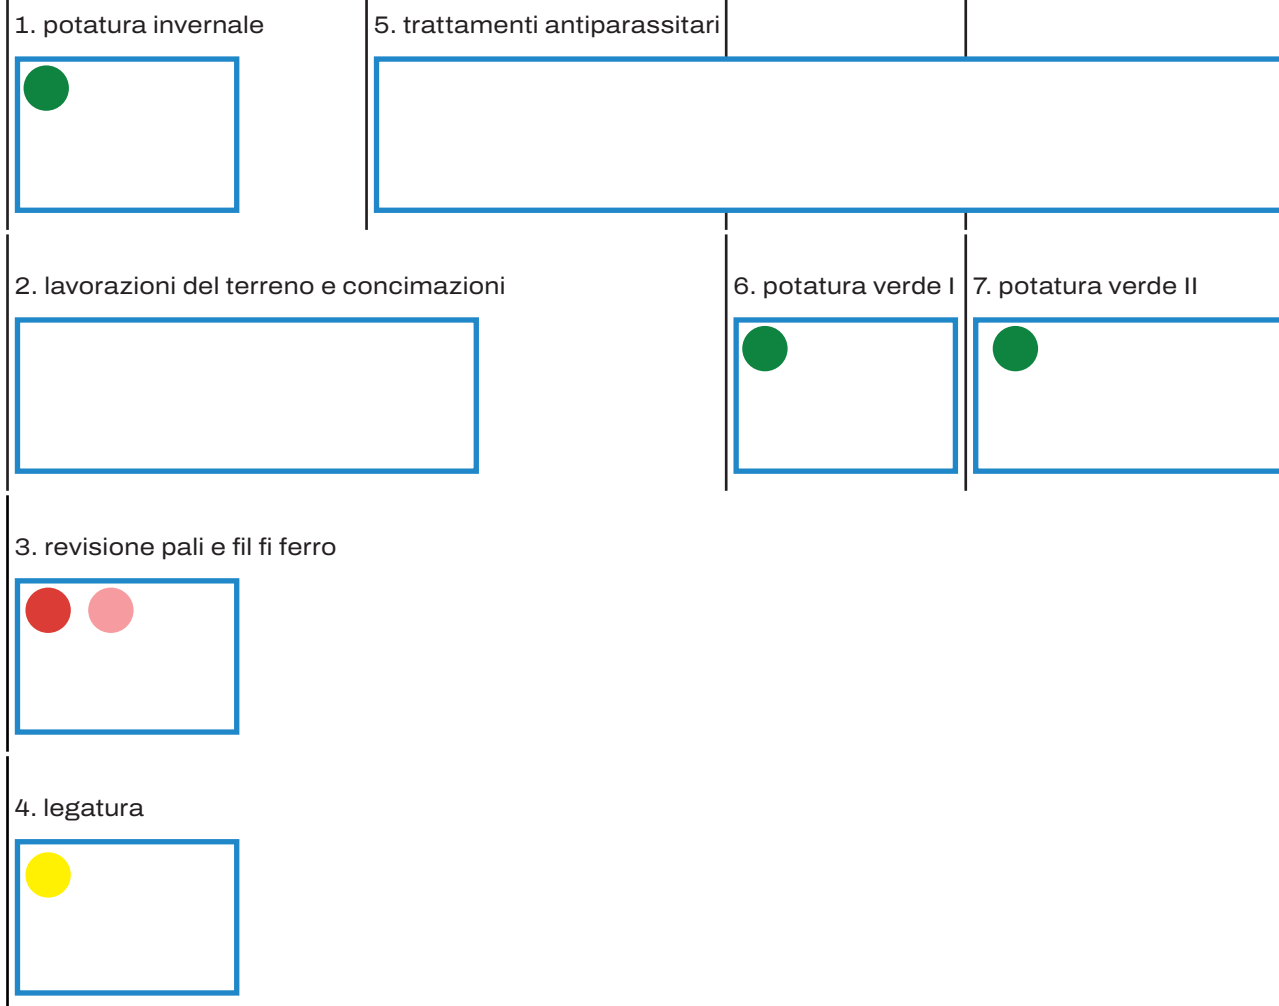 1. potatura invernale
5. trattamenti antiparassitari
2. lavorazioni del terreno e concimazioni
6. potatura verde I
7. potatura verde II
3. revisione pali e fil fi ferro
4. legatura